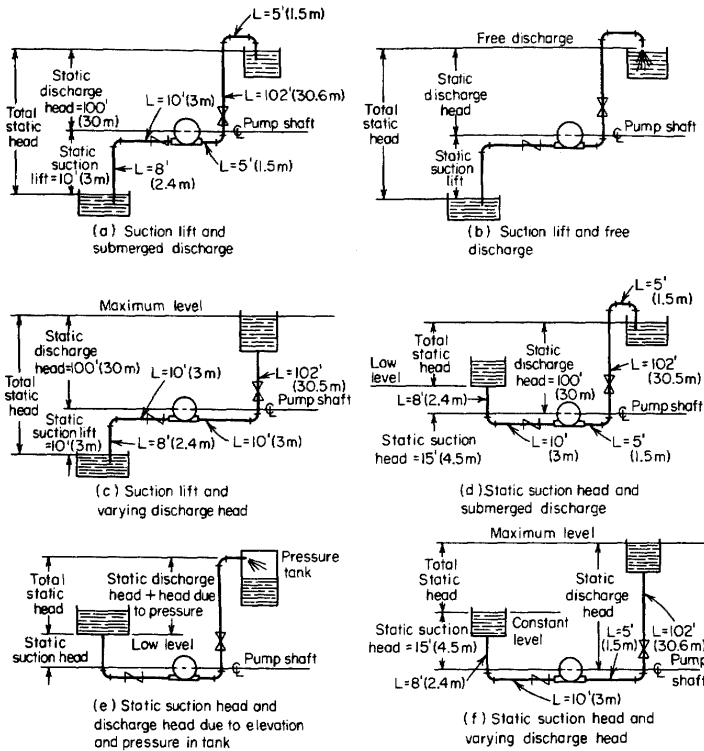 L=5'(1.5m)
Static
discharge
head=100'
(30m)
Total
static
head
L=10'(3m)
L=102'(30.6m)
Pump shaft
Static
suction
lift=10'(3m)
L=8'
(2.4m)
L=5'(1.5m)
(a) Suction lift and
submerged discharge
Free discharge
Static
discharge
head
Total
static
head
Pump shaft
Static
suction
lift
(b) Suction lift and free
discharge
Maximum level
Static
discharge
head=100'(30m)
L=10'(3m)
L=102'
(30.5m)
Pump shaft
Total
static
head
Static
suction lift
=10'(3m)
L=8'(2.4m)
L=10'(3m)
(c) Suction lift and
varying discharge head
L=5'
(1.5m)
Total
static
head
Low
level
Static
discharge
head=100'
(30m)
L=102'
(30.5m)
L=8'(2.4m)
Pump shaft
Static suction
head=15'(4.5m)
L=10'
(3m)
L=5'
(1.5m)
(d) Static suction head and
submerged discharge
Pressure
tank
Total
static
head
Static discharge
head + head due
to pressure
Static
suction head
Low level
Pump shaft
(e) Static suction head and
discharge head due to elevation
and pressure in tank
Maximum level
Total
Static
head
Static
discharge
head
Static suction
head=15'(4.5m)
Constant
level
L=5'
(1.5m)
L=102'
(30.6m)
Pump
shaft
L=8'(2.4m)
L=10'(3m)
(f) Static suction head and
varying discharge head